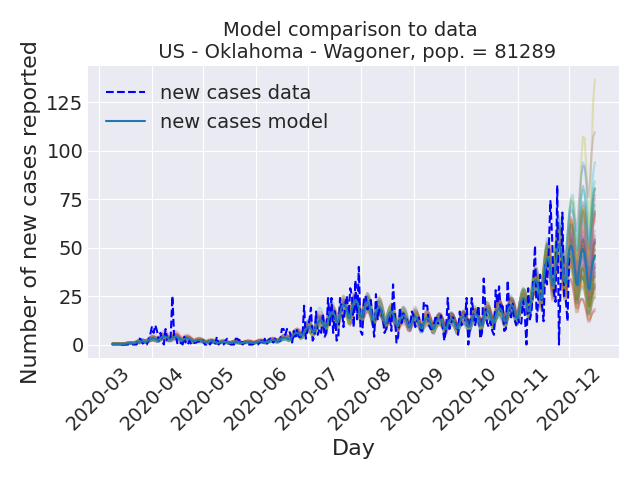 Model comparison to data
US - Oklahoma - Wagoner, pop. = 81289
Number of new cases reported
125
100
75
50
25
0
new cases data
new cases model
2020-03
2020-04
2020-05
2020-06
2020-07
2020-08
2020-09
2020-10
2020-11
2020-12
Day